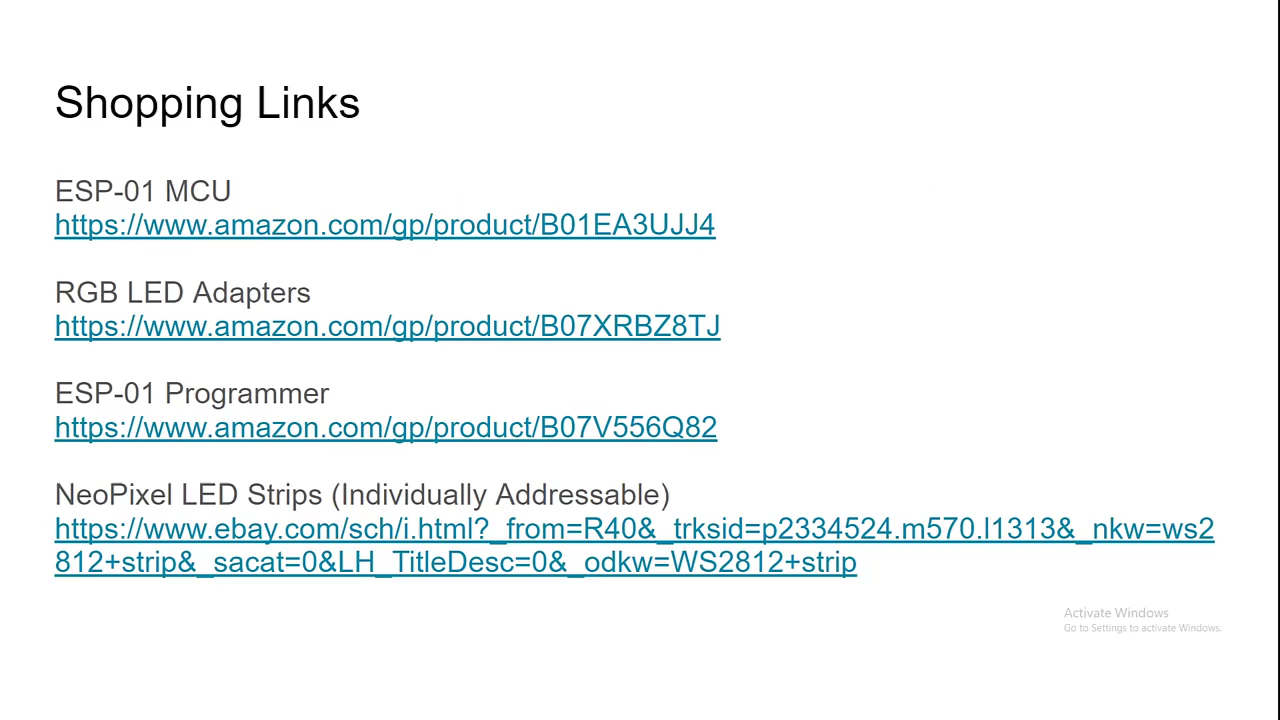 Shopping Links
ESP-01 MCU
https://www.amazon.com/gp/product/B01EA3UJJ4
RGB LED Adapters
https://www.amazon.com/gp/product/B07XRBZ8TJ
ESP-01 Programmer
https://www.amazon.com/gp/product/B07V556Q82
NeoPixel LED Strips (Individually Addressable)
https://www.ebay.com/sch/i.html?_from=R40&_trksid=p2334524.m570.l1313&_nkw=ws2
812+strip&_sacat=0&LH_TitleDesc=0&_odkw=WS2812+strip
Activate Windows
Go to Settings to activate Windows.